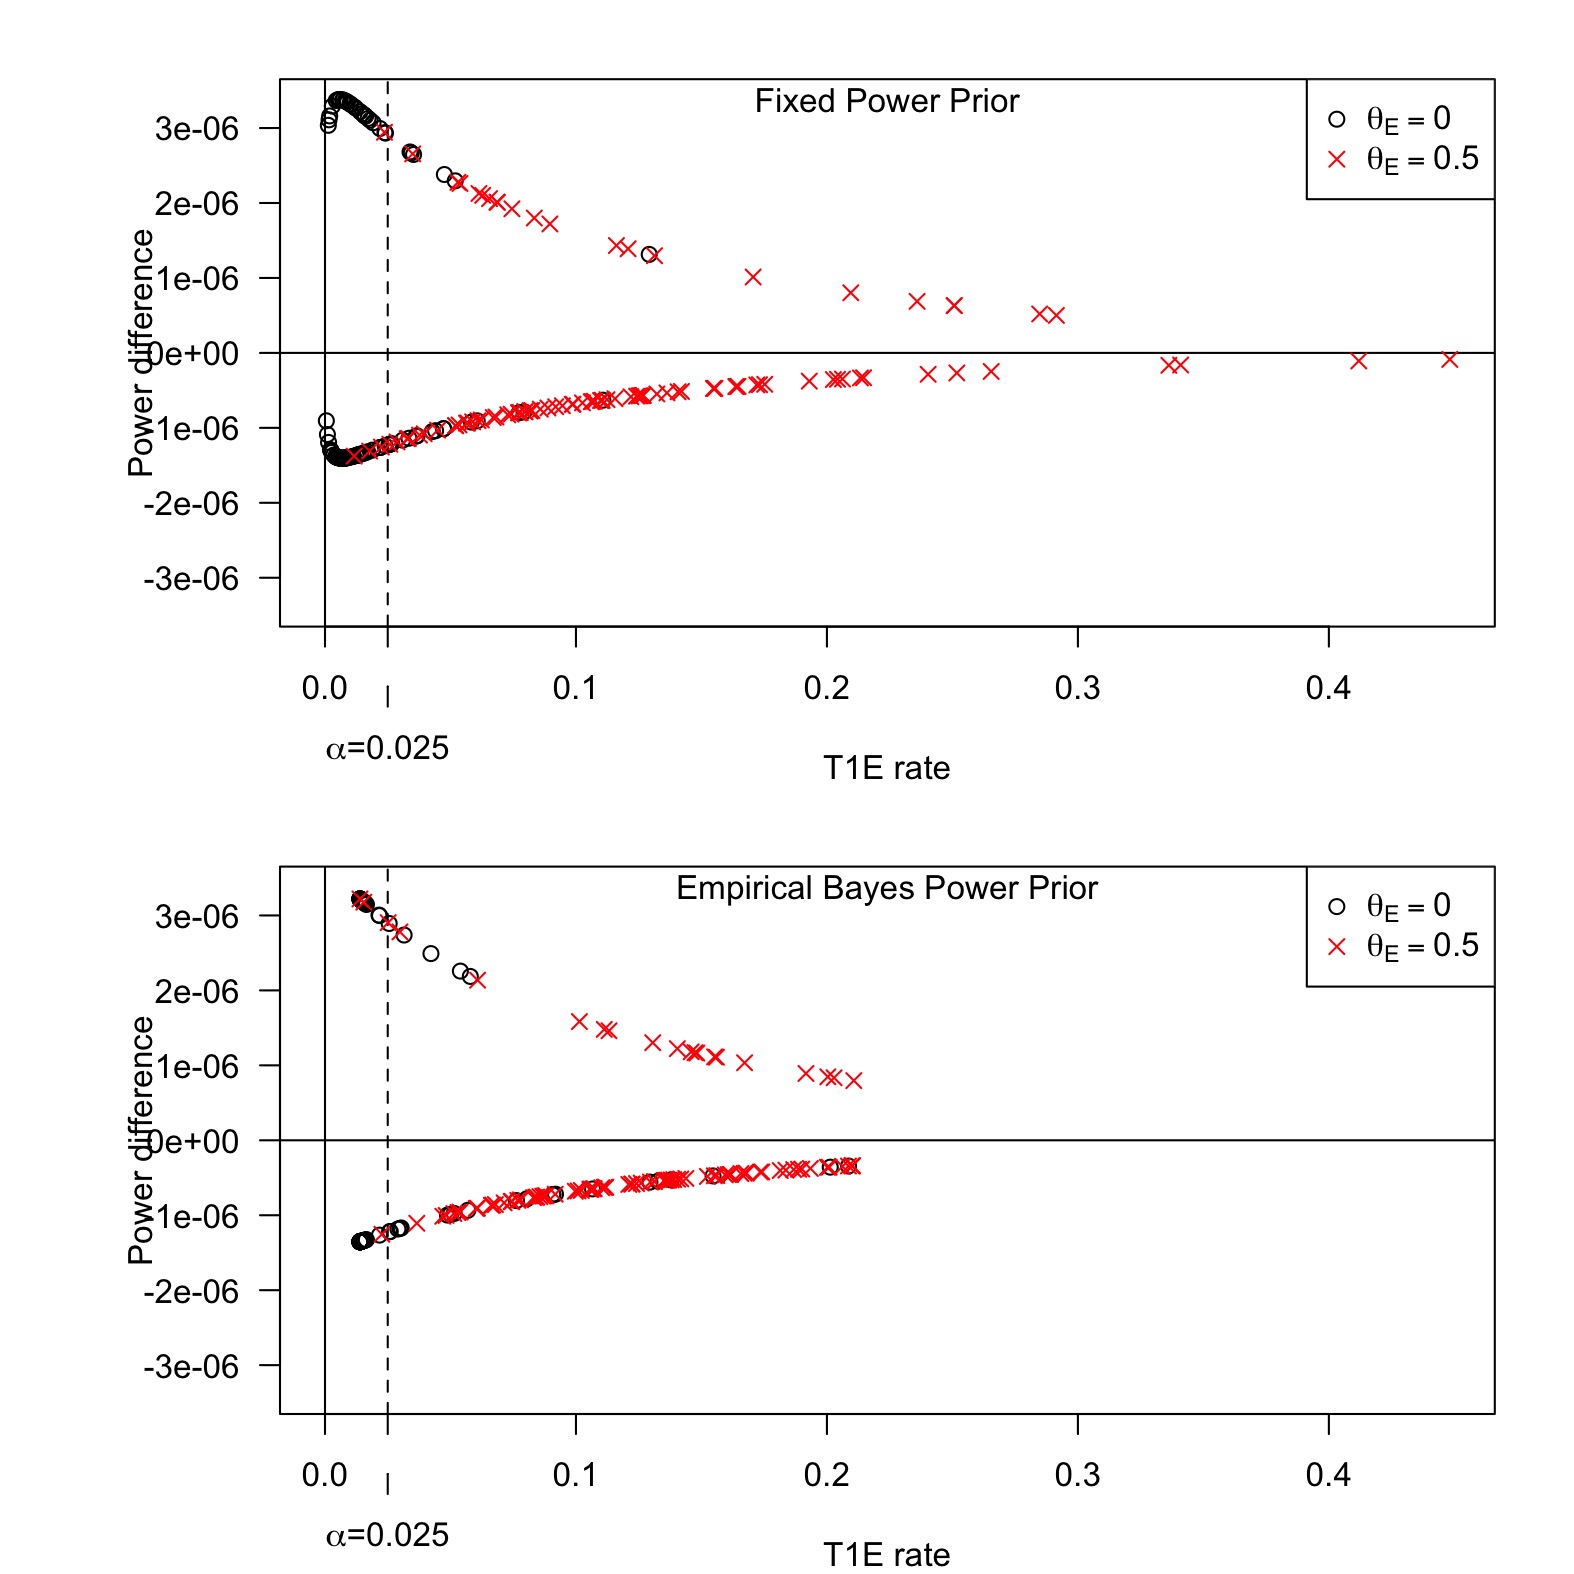 Fixed Power Prior
θE = 0
θE = 0.5
3e-06
2e-06
1e-06
0e+00
-1e-06
-2e-06
-3e-06
Power difference
0.0 0.1 0.2 0.3 0.4
α=0.025
T1E rate
Empirical Bayes Power Prior
θE = 0
θE = 0.5
3e-06
2e-06
1e-06
0e+00
-1e-06
-2e-06
-3e-06
Power difference
0.0 0.1 0.2 0.3 0.4
α=0.025
T1E rate